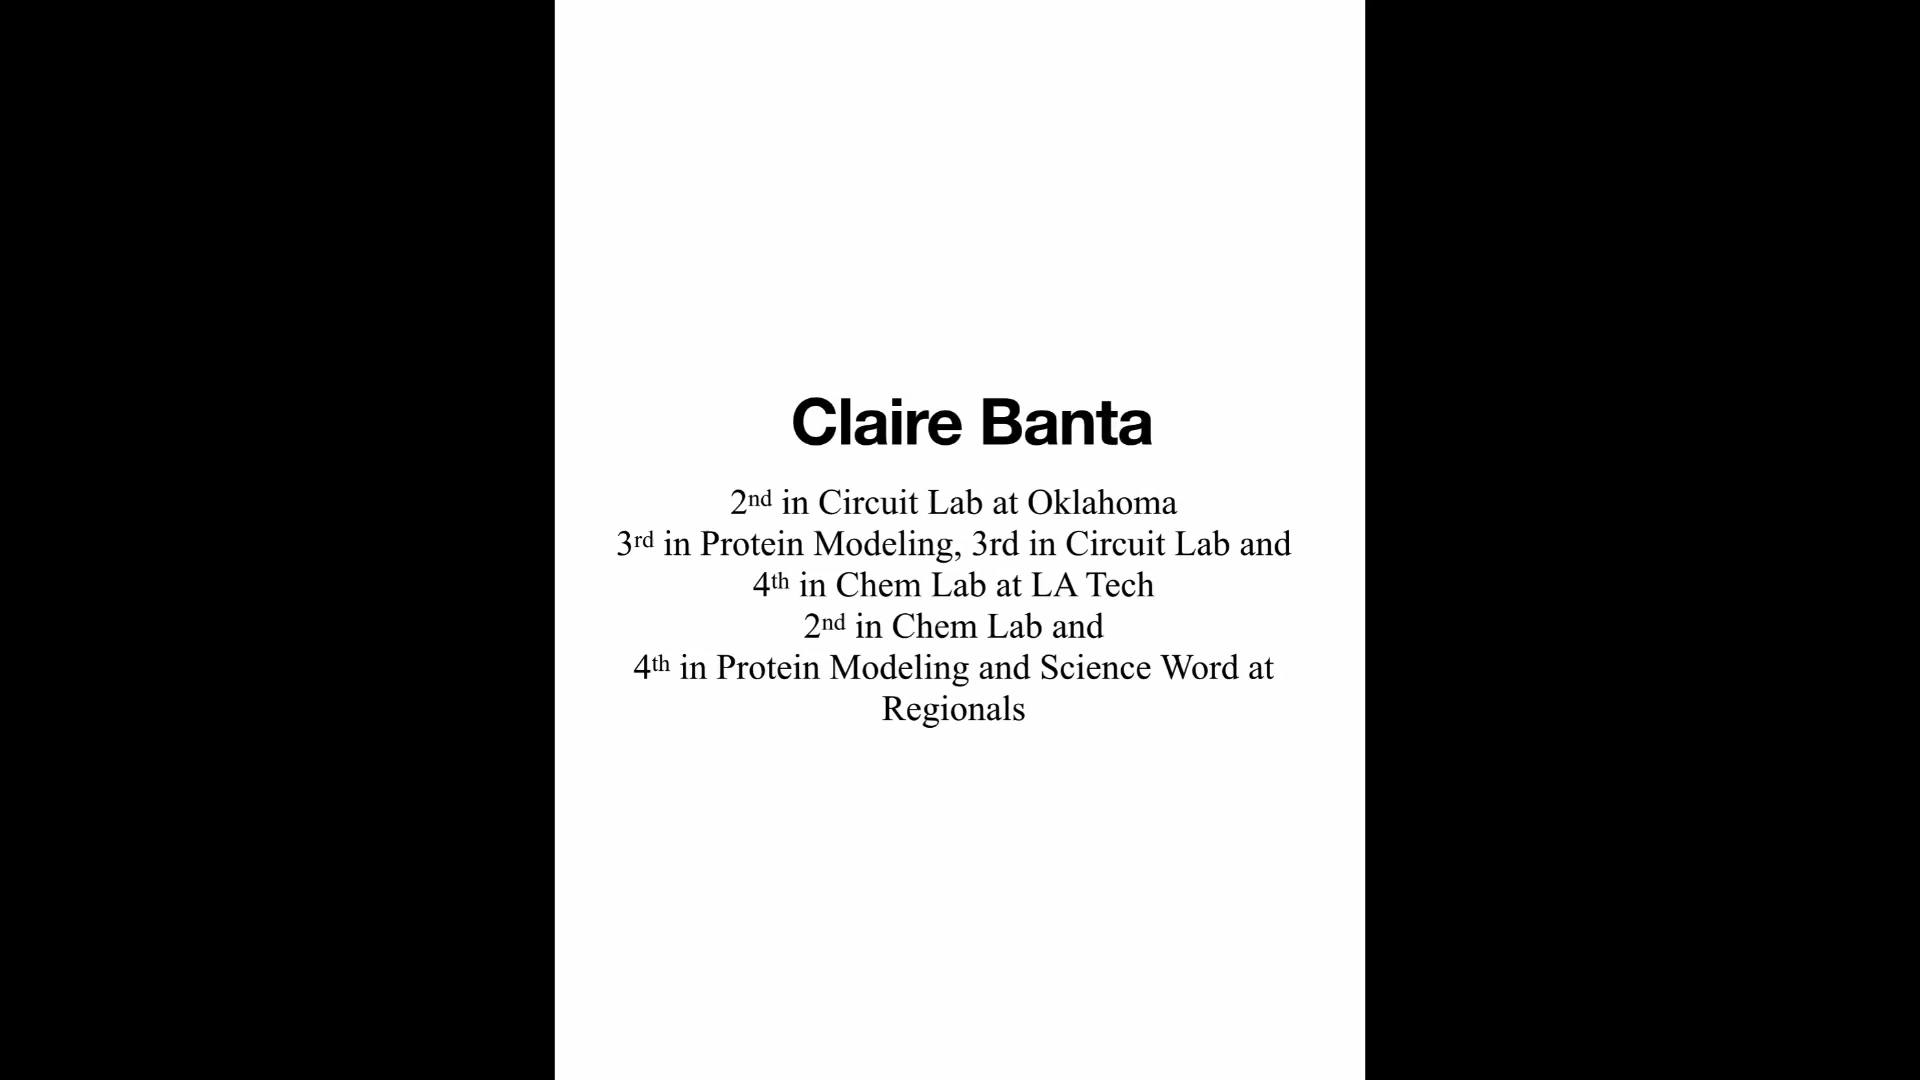 Claire Banta
2nd in Circuit Lab at Oklahoma
3rd in Protein Modeling, 3rd in Circuit Lab and
4th in Chem Lab at LA Tech
2nd in Chem Lab and
4th in Protein Modeling and Science Word at
Regionals